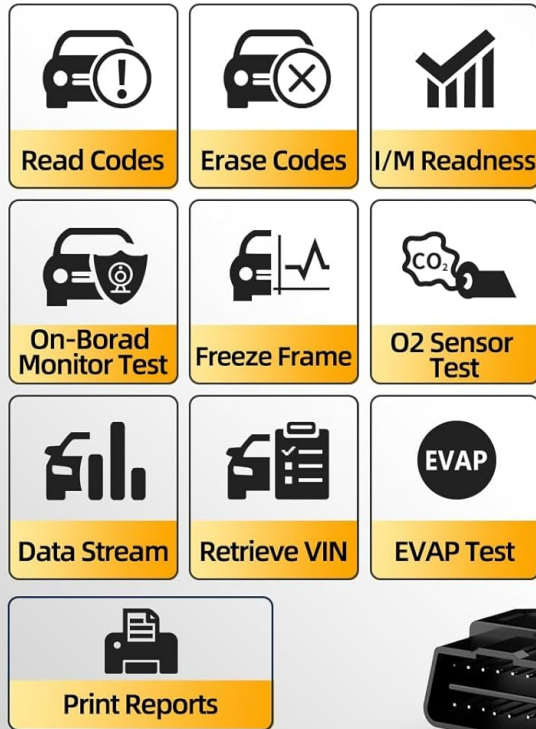 Read Codes
Erase Codes
I/M Readness
On-Borad
Monitor Test
Freeze Frame
CO₂
O2 Sensor
Test
Data Stream
Retrieve VIN
EVAP
EVAP Test
Print Reports